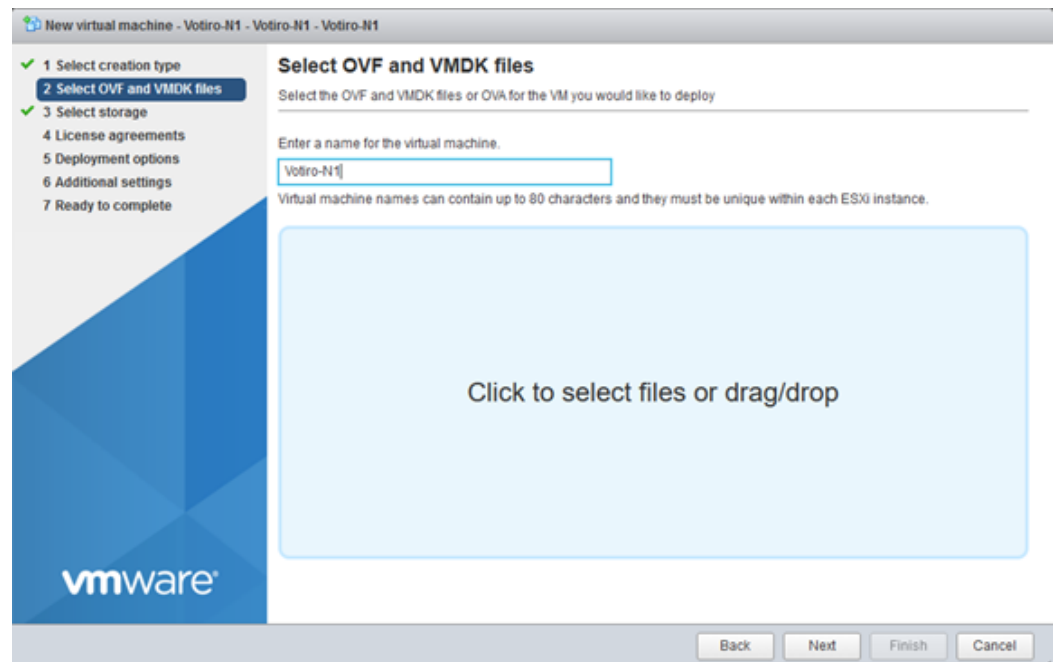 New virtual machine - Votiro-N1 - Votiro-N1 - Votiro-N1
1 Select creation type
2 Select OVF and VMDK files
3 Select storage
4 License agreements
5 Deployment options
6 Additional settings
7 Ready to complete
Select OVF and VMDK files
Select the OVF and VMDK files or OVA for the VM you would like to deploy
Enter a name for the virtual machine.
Votiro-N1
Virtual machine names can contain up to 80 characters and they must be unique within each ESXi instance.
Click to select files or drag/drop
vmware®
Back Next Finish Cancel